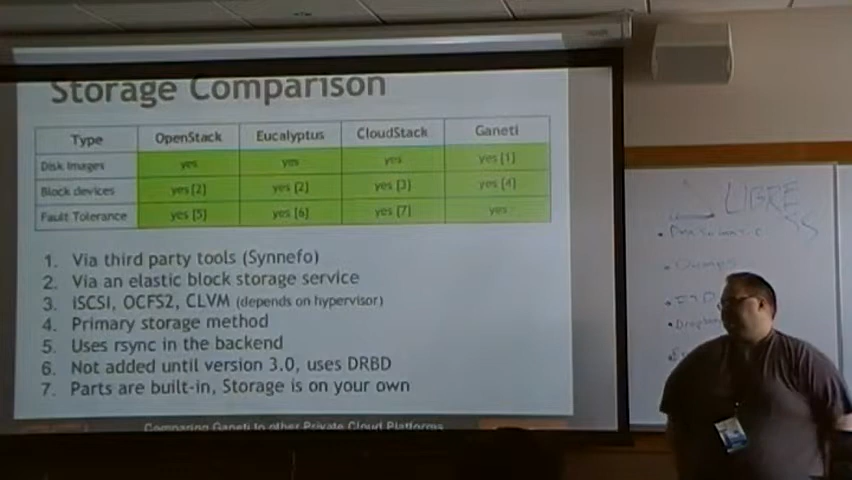 Storage Comparison
Type OpenStack Eucalyptus CloudStack Ganeti
Disk Images yes yes yes yes [1]
Block devices yes [2] yes [2] yes [3] yes [4]
Fault Tolerance yes [5] yes [6] yes [7] yes
1. Via third party tools (Synnefo)
2. Via an elastic block storage service
3. iSCSI, OCFS2, CLVM (depends on hypervisor)
4. Primary storage method
5. Uses rsync in the backend
6. Not added until version 3.0, uses DRBD
7. Parts are built-in, Storage is on your own
Comparing Ganeti to other Private Cloud Platforms
LIBRE